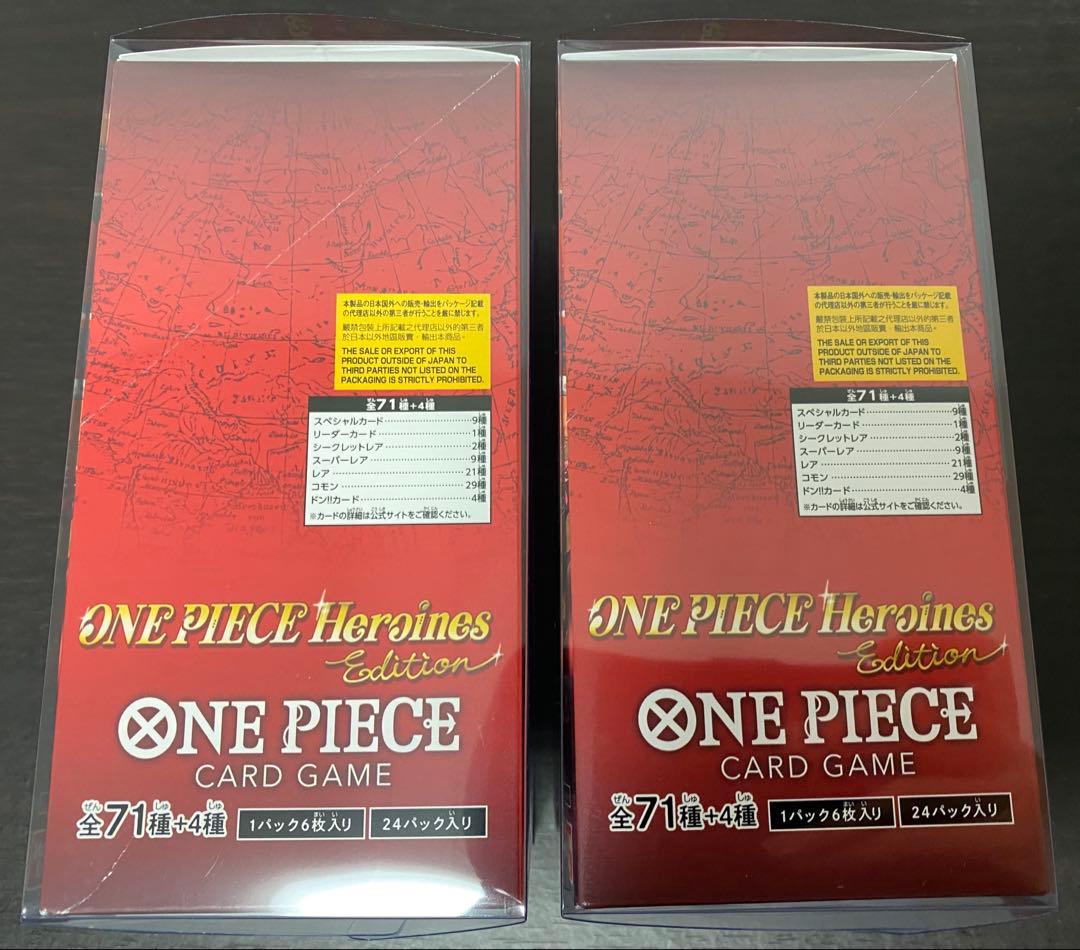 本製品の日本国外への販売・輸出をパッケージ記載
の代理店以外の第三者が行うことを厳に禁じます。
嚴禁包裝上所記載之代理店以外的第三者
於日本以外地區販賣・輸出本商品。
THE SALE OR EXPORT OF THIS
PRODUCT OUTSIDE OF JAPAN TO
THIRD PARTIES NOT LISTED ON THE
PACKAGING IS STRICTLY PROHIBITED.
全71種+4種
スペシャルカード 9種
リーダーカード 1種
シークレットレア 2種
スーパーレア 9種
レア 21種
コモン 29種
ドン!!カード 4種
※カードの詳細は公式サイトをご確認ください。
ONE PIECE Heroines
Edition
ONE PIECE
CARD GAME
全71種+4種 1パック6枚入り 24パック入り
本製品の日本国外への販売・輸出をパッケージ記載
の代理店以外の第三者が行うことを厳に禁じます。
嚴禁包裝上所記載之代理店以外的第三者
於日本以外地區販賣・輸出本商品。
THE SALE OR EXPORT OF THIS
PRODUCT OUTSIDE OF JAPAN TO
THIRD PARTIES NOT LISTED ON THE
PACKAGING IS STRICTLY PROHIBITED.
全71種+4種
スペシャルカード 9種
リーダーカード 1種
シークレットレア 2種
スーパーレア 9種
レア 21種
コモン 29種
ドン!!カード 4種
※カードの詳細は公式サイトをご確認ください。
ONE PIECE Heroines
Edition
ONE PIECE
CARD GAME
全71種+4種 1パック6枚入り 24パック入り